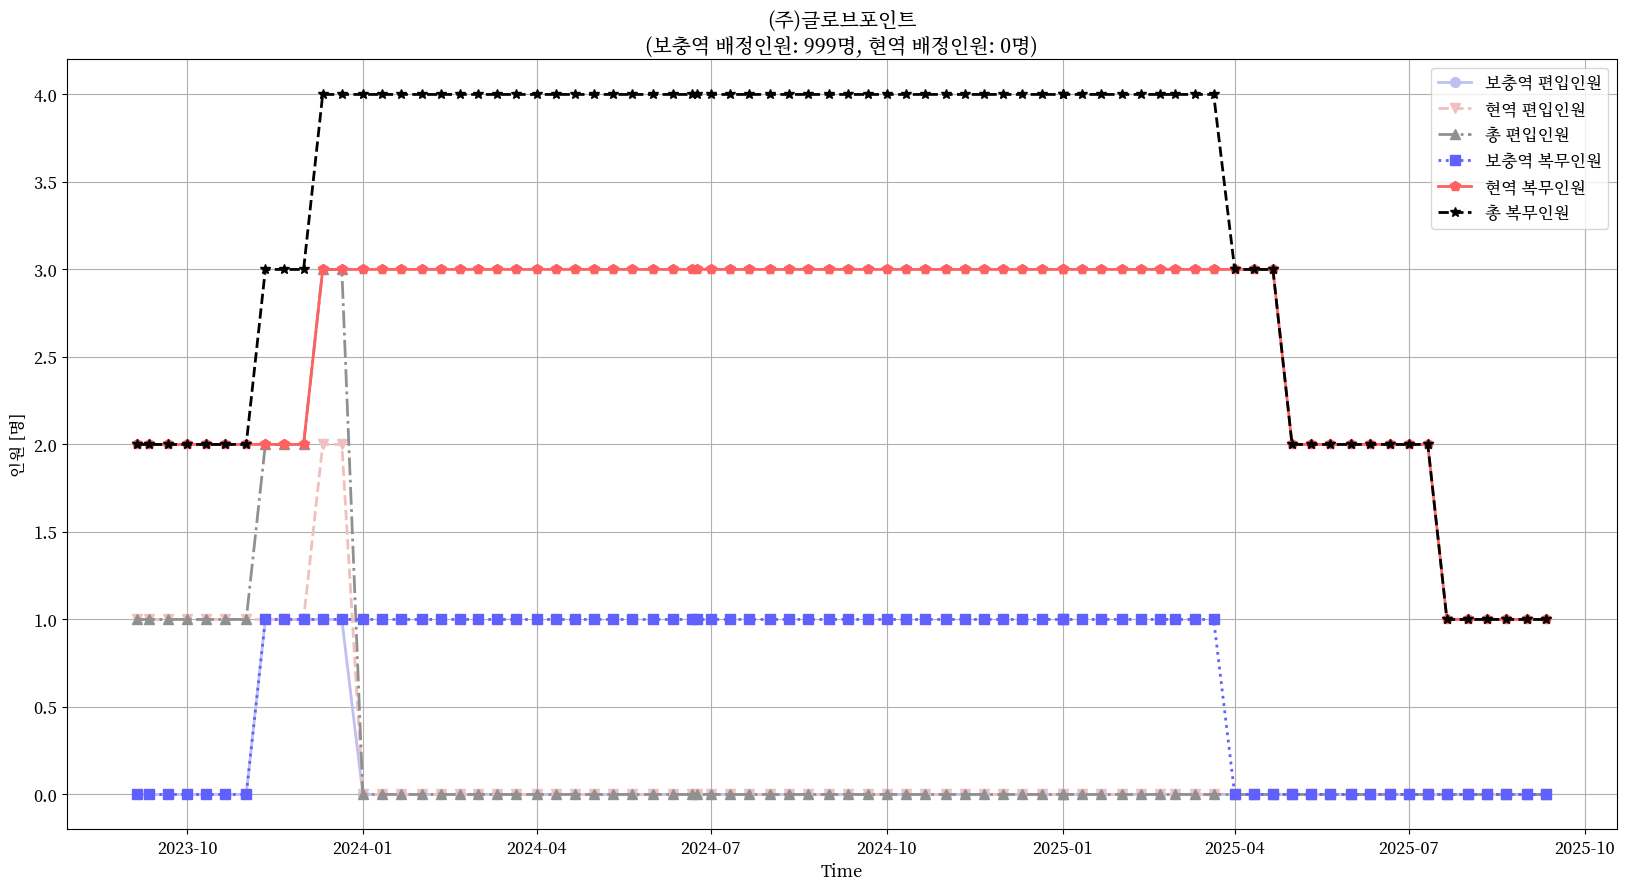 (주)글로브포인트
(보충역 배정인원: 999명, 현역 배정인원: 0명)
보충역 편입인원
현역 편입인원
총 편입인원
보충역 복무인원
현역 복무인원
총 복무인원
4.0
3.5
3.0
2.5
2.0
1.5
1.0
0.5
0.0
인원 [명]
2023-10 2024-01 2024-04 2024-07 2024-10 2025-01 2025-04 2025-07 2025-10
Time